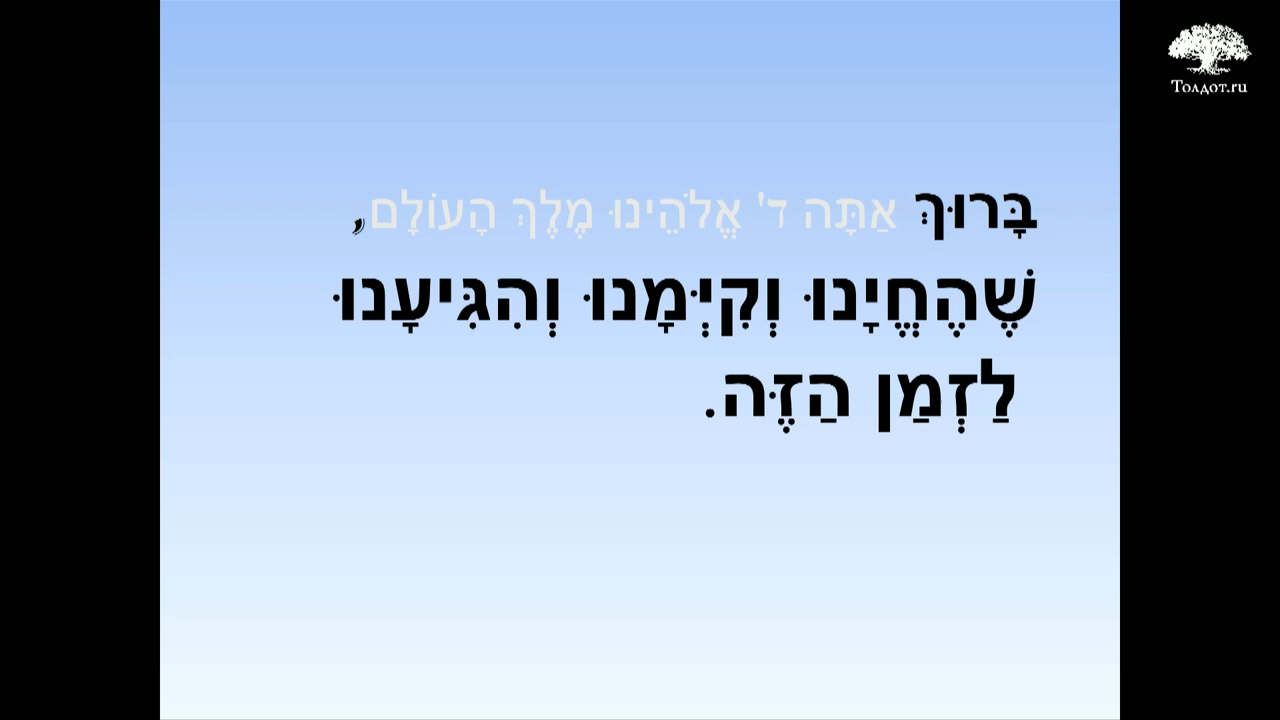 Толдот.ru
בָּרוּךְ אַתָּה ד' אֱלֹהֵינוּ מֶלֶךְ הָעוֹלָם,
שֶׁהֶחֱיָנוּ וְקִיְּמָנוּ וְהִגִּיעָנוּ
לַזְמַן הַזֶּה.